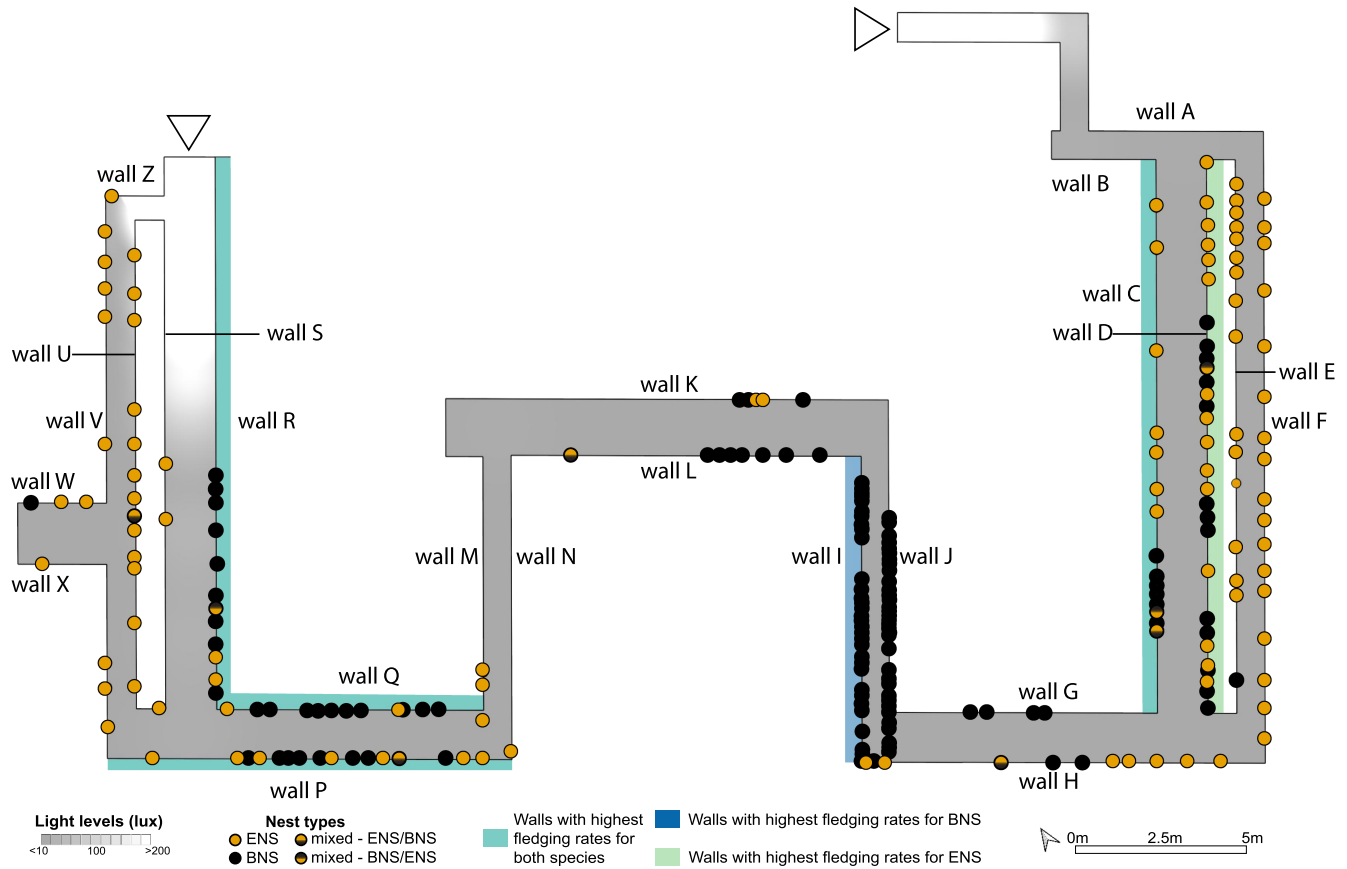 wall A
wall Z
wall B
wall C
wall D
wall S
wall U
wall E
wall K
wall V
wall R
wall F
wall L
wall W
wall M
wall N
wall I
wall J
wall X
wall Q
wall G
wall H
wall P
Light levels (lux)
<10
100
>200
Nest types
ENS
mixed - ENS/BNS
BNS
mixed - BNS/ENS
Walls with highest
fledging rates for
both species
Walls with highest fledging rates for BNS
Walls with highest fledging rates for ENS
0m
2.5m
5m